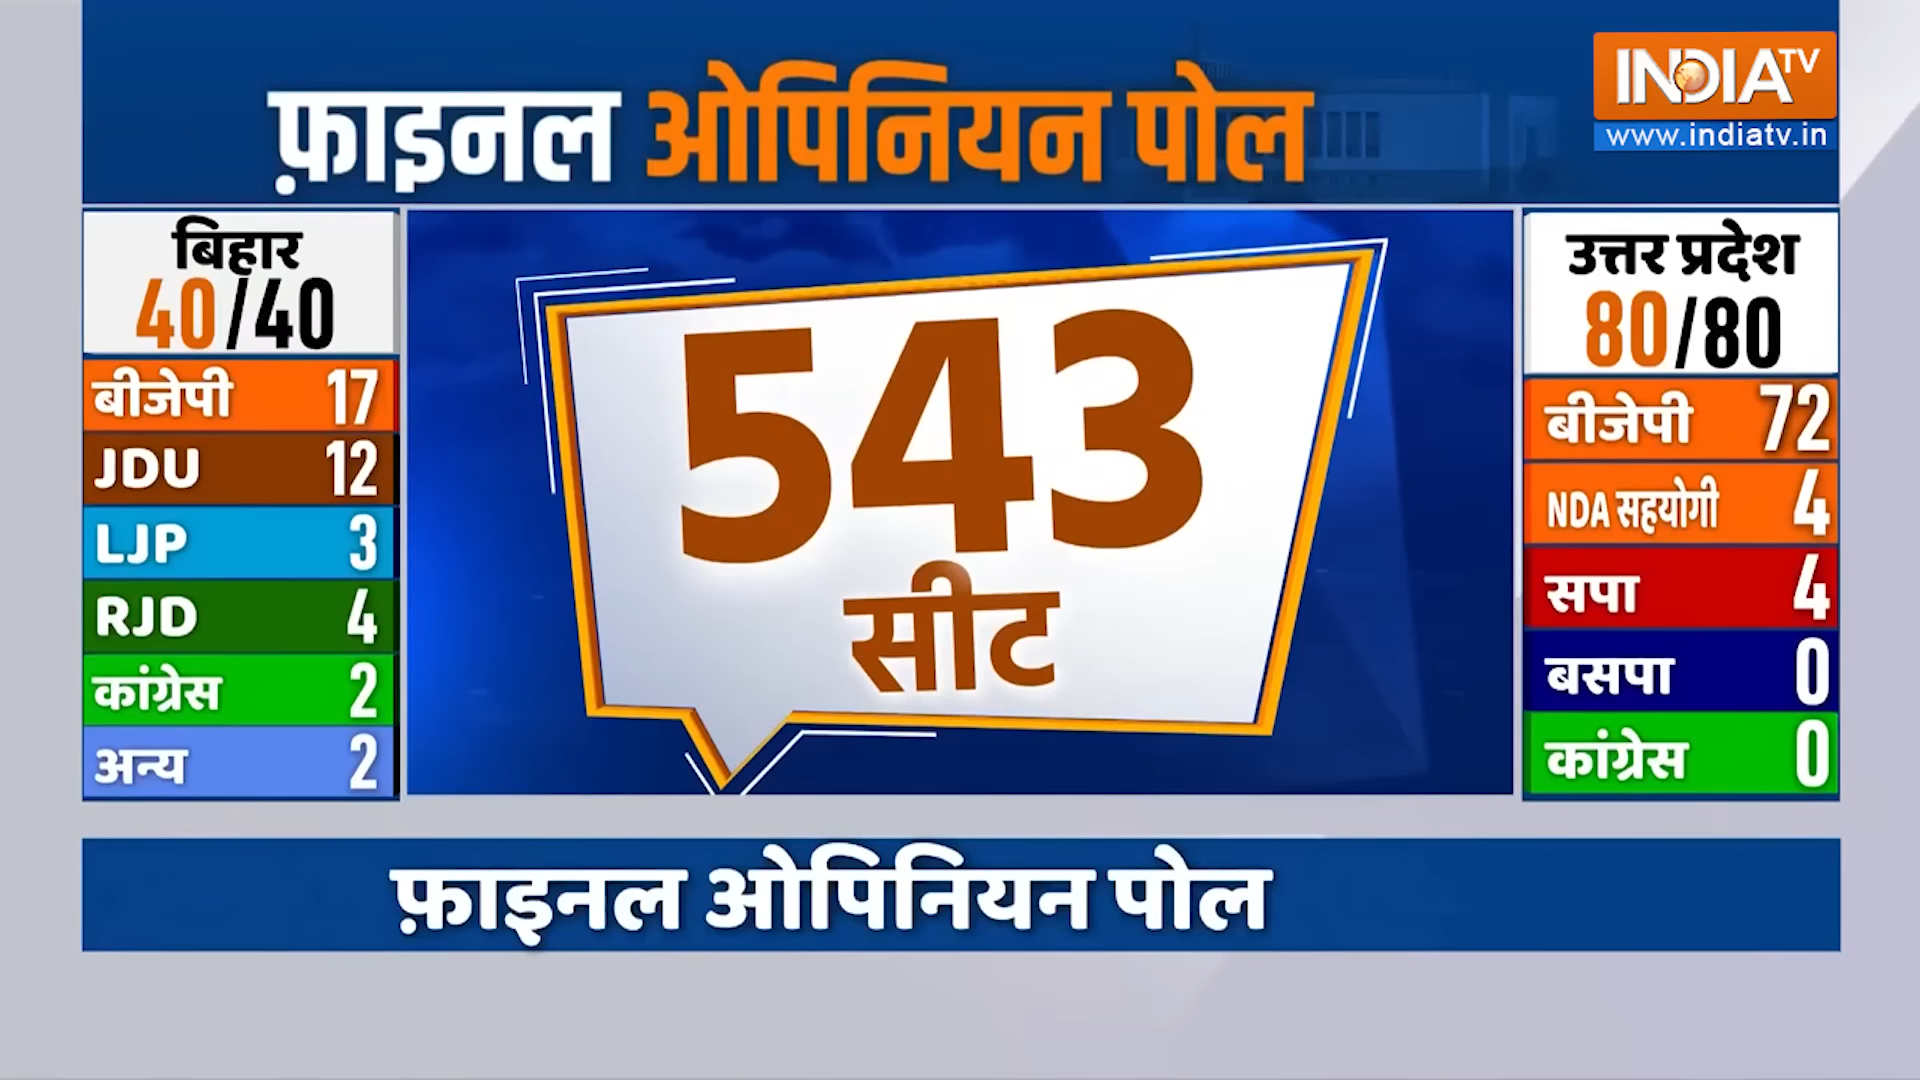 फ़ाइनल ओपिनियन पोल
INDIA TV
www.indiatv.in
बिहार
40/40
बीजेपी 17
JDU 12
LJP 3
RJD 4
कांग्रेस 2
अन्य 2
543
सीट
उत्तर प्रदेश
80/80
बीजेपी 72
NDA सहयोगी 4
सपा 4
बसपा 0
कांग्रेस 0
फ़ाइनल ओपिनियन पोल